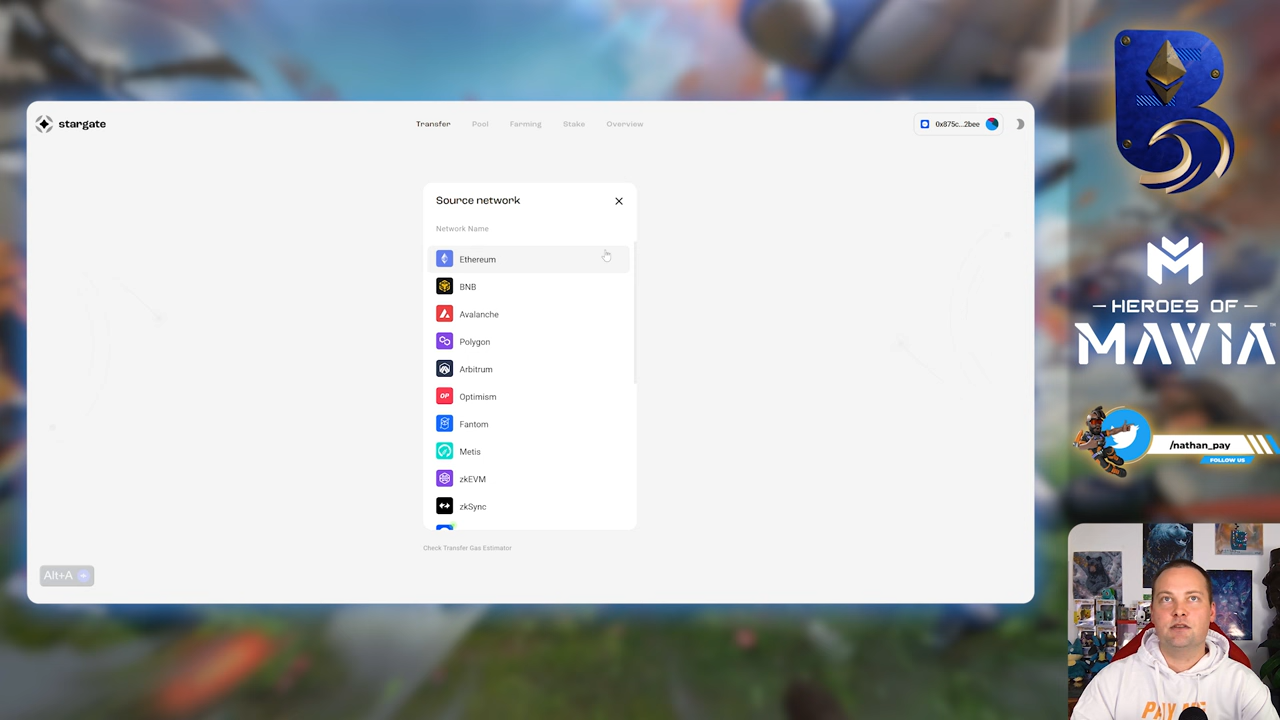 stargate
Transfer
Pool
Farming
Stake
Overview
0x875c...2bee
Source network
Network Name
Ethereum
BNB
Avalanche
Polygon
Arbitrum
OP Optimism
Fantom
Metis
zkEVM
zkSync
Check Transfer Gas Estimator
Alt+A
HEROES OF
MAVIA
/nathan_pay
FOLLOW US